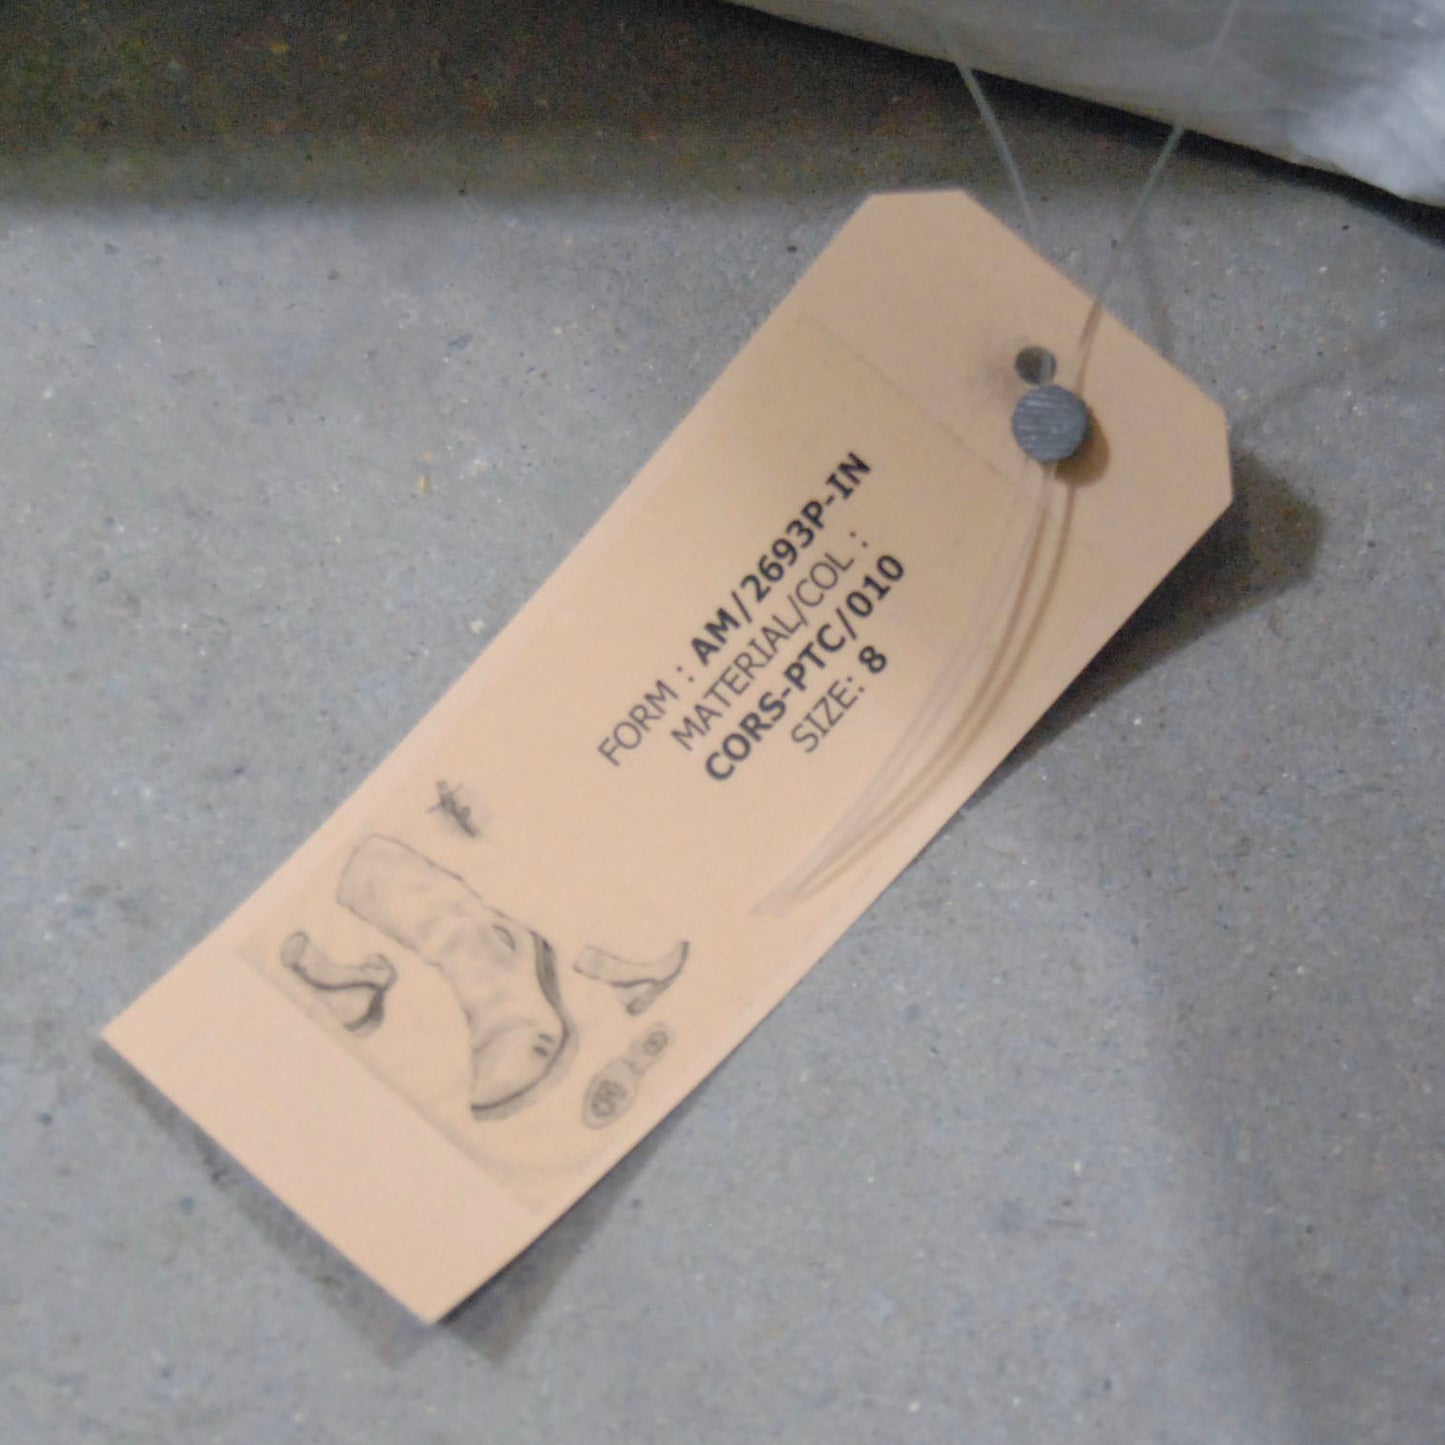 FORM : AM/2693P-IN
MATERIAL/COL :
CORS-PTC/010
SIZE: 8